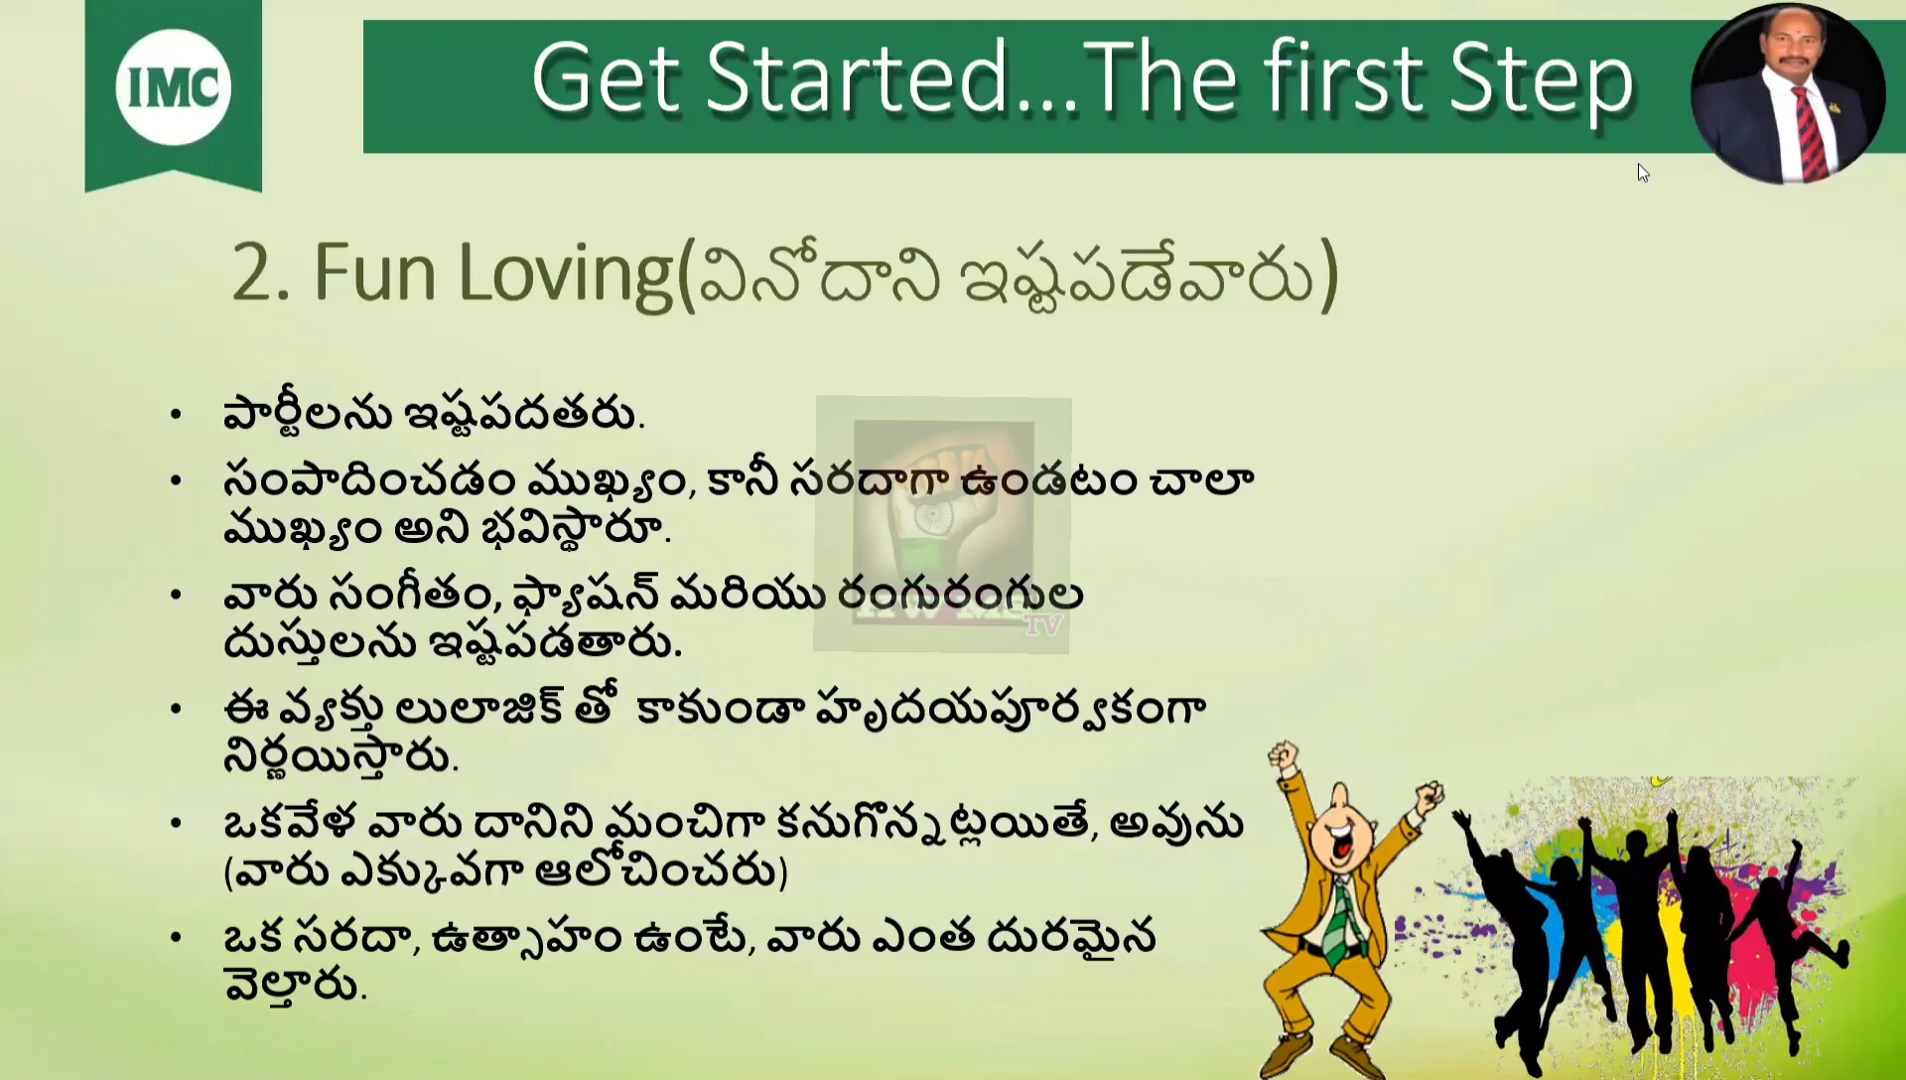 IMC
Get Started...The first Step
2. Fun Loving(వినోదాని ఇష్టపడేవారు)
• పార్టీలను ఇష్టపదతరు.
• సంపాదించడం ముఖ్యం, కానీ సరదాగా ఉండటం చాలా
ముఖ్యం అని భవిస్థారూ.
• వారు సంగీతం, ఫ్యాషన్ మరియు రంగురంగుల
దుస్తులను ఇష్టపడతారు.
• ఈ వ్యక్తు లులాజిక్ తో కాకుండా హృదయపూర్వకంగా
నిర్ణయిస్తారు.
• ఒకవేళ వారు దానిని మంచిగా కనుగొన్నట్లయితే, అవును
(వారు ఎక్కువగా ఆలోచించరు)
• ఒక సరదా, ఉత్సాహం ఉంటే, వారు ఎంత దురమైన
వెల్తారు.
TV